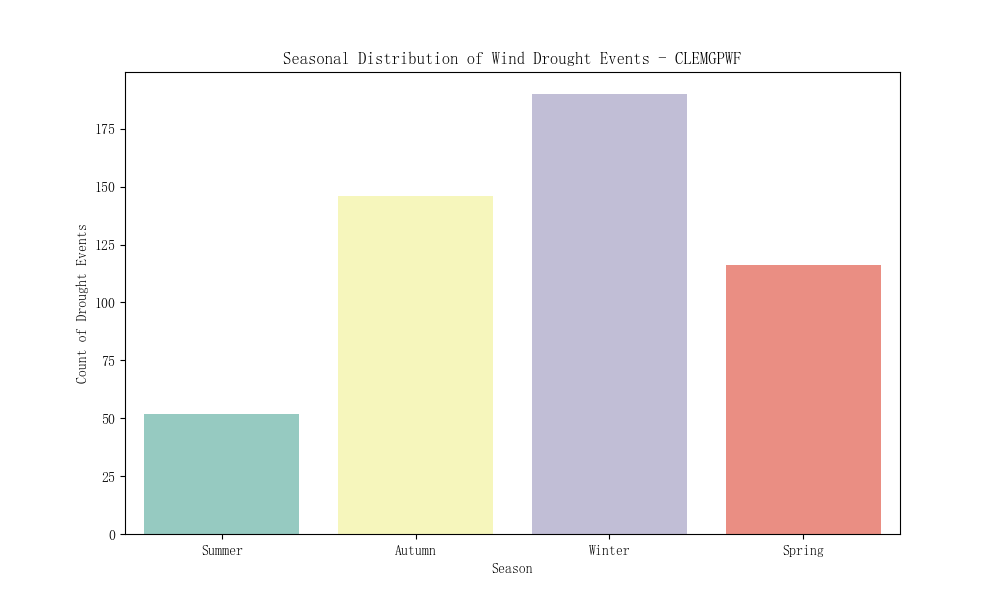 Seasonal Distribution of Wind Drought Events - CLEMGPWF
Count of Drought Events
175
150
125
100
75
50
25
0
Summer Autumn Winter Spring
Season